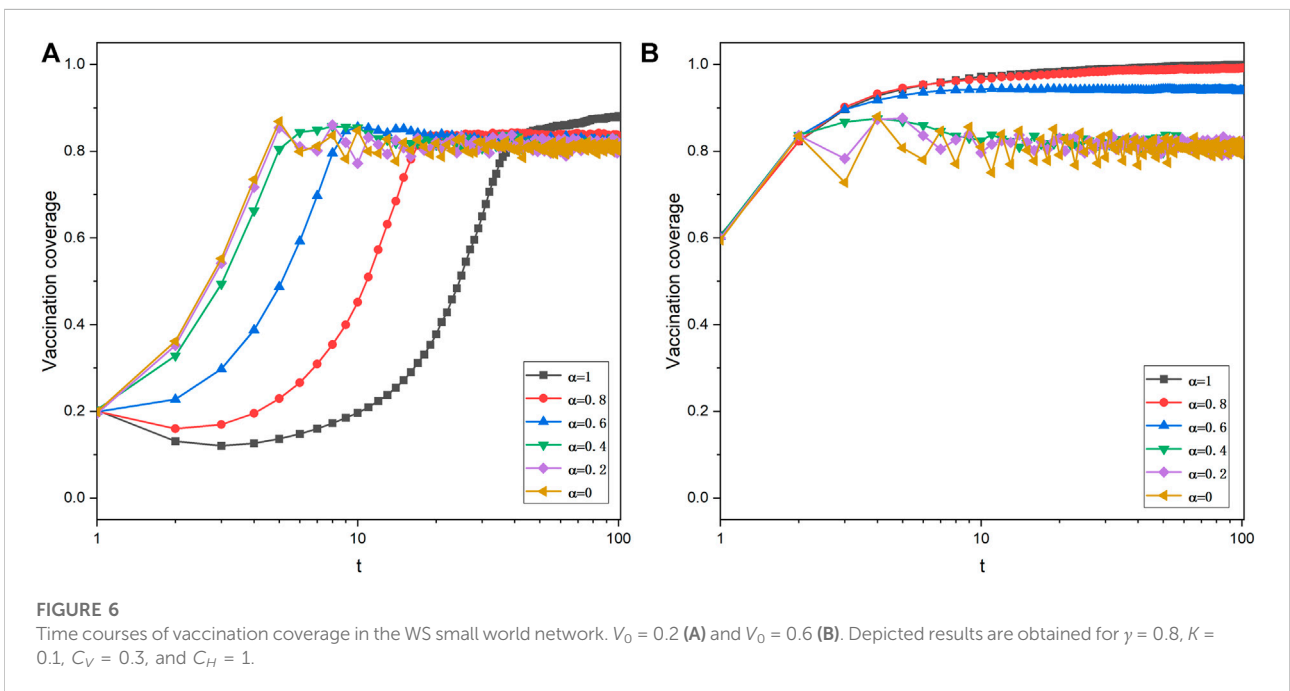 A
B
1.0
0.8
0.6
0.4
0.2
0.0
Vaccination coverage
α=1
α=0.8
α=0.6
α=0.4
α=0.2
α=0
1
10
100
t
1.0
0.8
0.6
0.4
0.2
0.0
Vaccination coverage
α=1
α=0.8
α=0.6
α=0.4
α=0.2
α=0
1
10
100
t
FIGURE 6
Time courses of vaccination coverage in the WS small world network. V₀ = 0.2 (A) and V₀ = 0.6 (B). Depicted results are obtained for γ = 0.8, K =
0.1, C_V = 0.3, and C_H = 1.